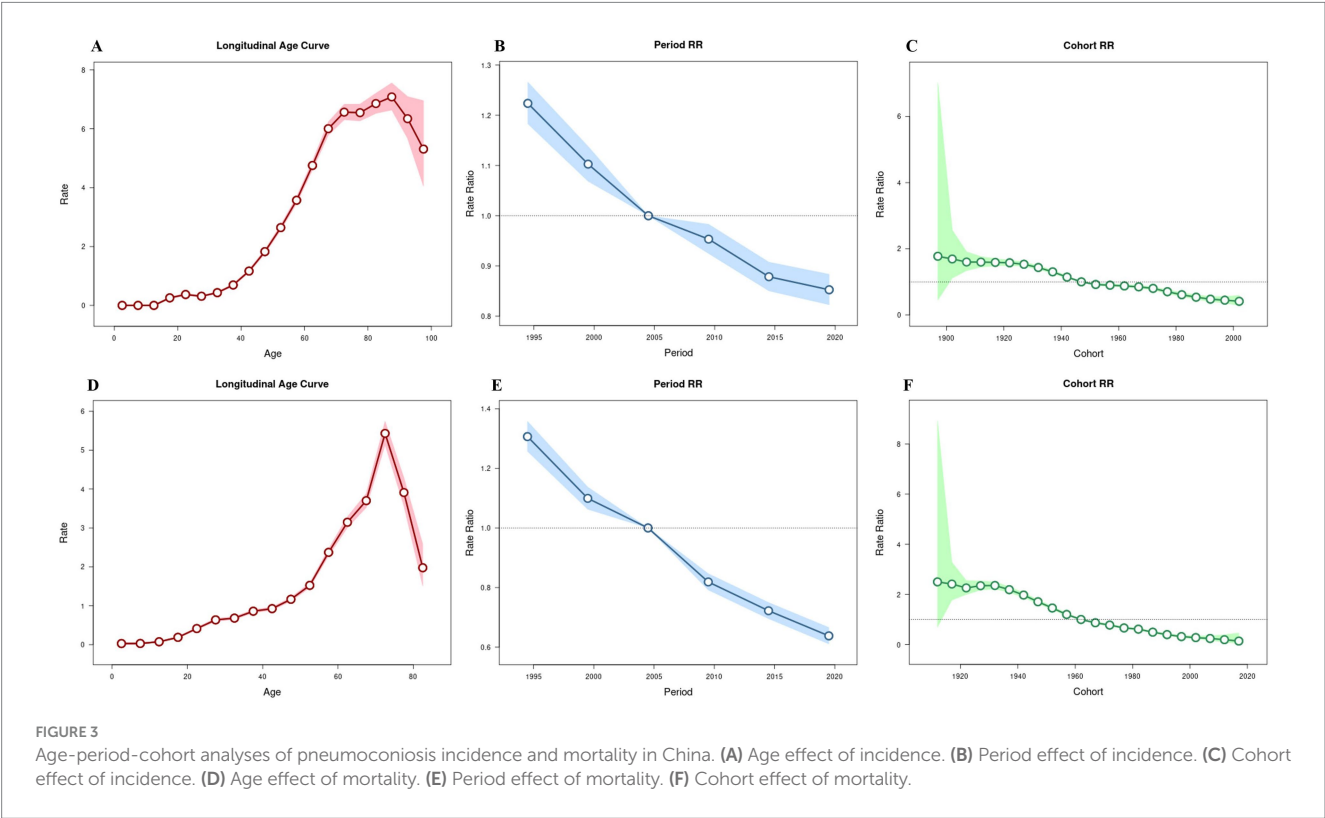 A
Longitudinal Age Curve
Rate
8
6
4
2
0
0 20 40 60 80 100
Age
B
Period RR
Rate Ratio
1.3
1.2
1.1
1.0
0.9
0.8
1995 2000 2005 2010 2015 2020
Period
C
Cohort RR
Rate Ratio
6
4
2
0
1900 1920 1940 1960 1980 2000
Cohort
D
Longitudinal Age Curve
Rate
6
5
4
3
2
1
0
0 20 40 60 80
Age
E
Period RR
Rate Ratio
1.4
1.2
1.0
0.8
0.6
1995 2000 2005 2010 2015 2020
Period
F
Cohort RR
Rate Ratio
8
6
4
2
0
1920 1940 1960 1980 2000 2020
Cohort
FIGURE 3
Age-period-cohort analyses of pneumoconiosis incidence and mortality in China. (A) Age effect of incidence. (B) Period effect of incidence. (C) Cohort
effect of incidence. (D) Age effect of mortality. (E) Period effect of mortality. (F) Cohort effect of mortality.